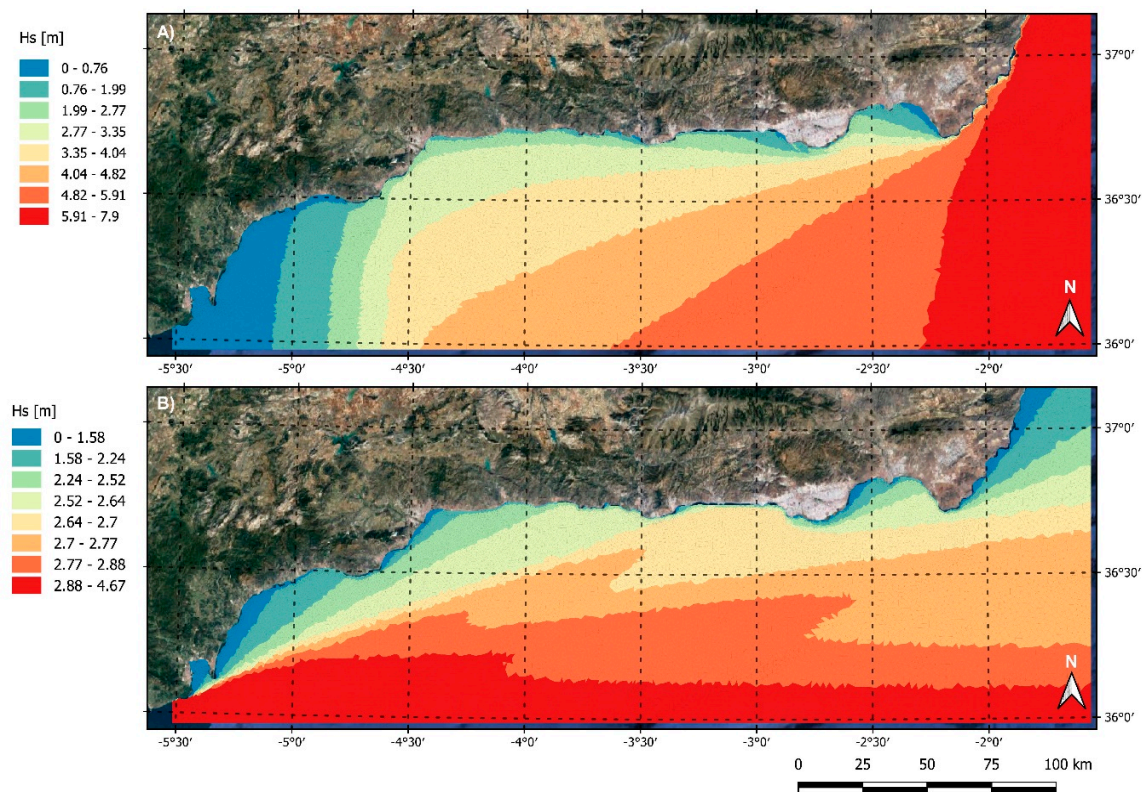 A)
Hs [m]
0 - 0.76
0.76 - 1.99
1.99 - 2.77
2.77 - 3.35
3.35 - 4.04
4.04 - 4.82
4.82 - 5.91
5.91 - 7.9
37°0'
36°30'
36°0'
N
-5°30' -5°0' -4°30' -4°0' -3°30' -3°0' -2°30' -2°0'
B)
Hs [m]
0 - 1.58
1.58 - 2.24
2.24 - 2.52
2.52 - 2.64
2.64 - 2.7
2.7 - 2.77
2.77 - 2.88
2.88 - 4.67
37°0'
36°30'
36°0'
N
-5°30' -5°0' -4°30' -4°0' -3°30' -3°0' -2°30' -2°0'
0 25 50 75 100 km